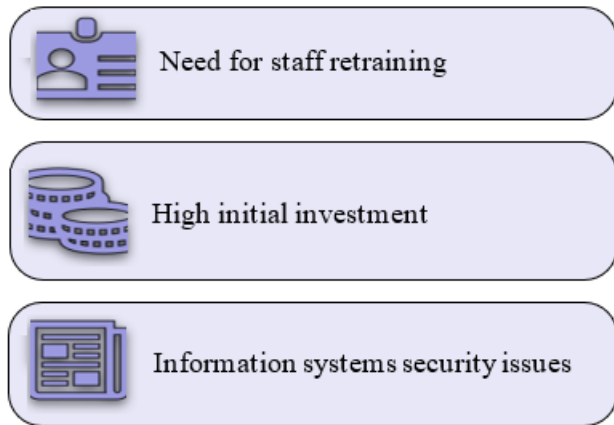 Need for staff retraining
High initial investment
Information systems security issues